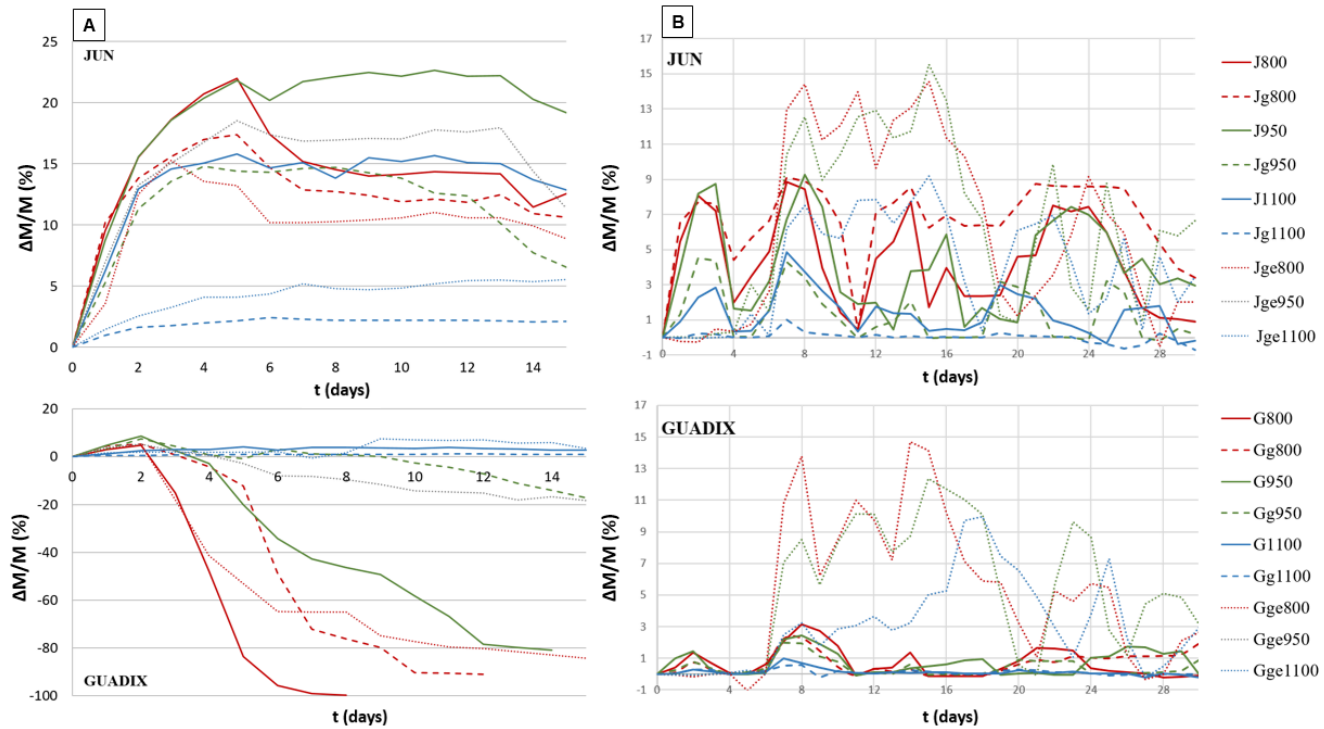 A
JUN
ΔM/M (%)
25
20
15
10
5
0
0 2 4 6 8 10 12 14
t (days)
B
JUN
ΔM/M (%)
17
15
13
11
9
7
5
3
1
-1
0 4 8 12 16 20 24 28
t (days)
J800
Jg800
J950
Jg950
J1100
Jg1100
Jge800
Jge950
Jge1100
GUADIX
ΔM/M (%)
20
0
-20
-40
-60
-80
-100
0 2 4 6 8 10 12 14
t (days)
GUADIX
ΔM/M (%)
17
15
13
11
9
7
5
3
1
-1
0 4 8 12 16 20 24 28
t (days)
G800
Gg800
G950
Gg950
G1100
Gg1100
Gge800
Gge950
Gge1100